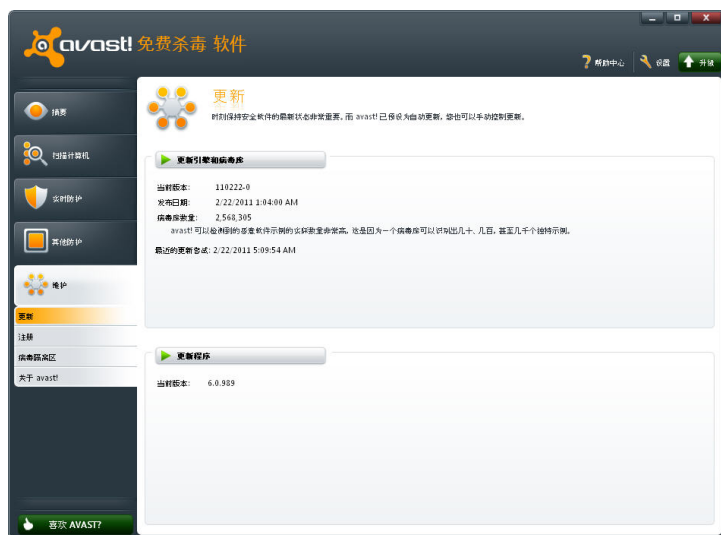 avast! 免费杀毒 软件
帮助中心 设置 升级
摘要
扫描计算机
实时防护
其他防护
维护
更新
注册
病毒隔离区
关于 avast!
喜欢 AVAST?
更新
时刻保持安全软件的最新状态非常重要。而 avast! 已预设为自动更新，您也可以手动控制更新。
更新引擎和病毒库
当前版本: 110222-0
发布日期: 2/22/2011 1:04:00 AM
病毒库数量: 2,568,305
avast! 可以检测到的恶意软件示例的实际数量非常高，这是因为一个病毒库可以识别出几十、几百，甚至几千个独特示例。
最近的更新尝试: 2/22/2011 5:09:54 AM
更新程序
当前版本: 6.0.989